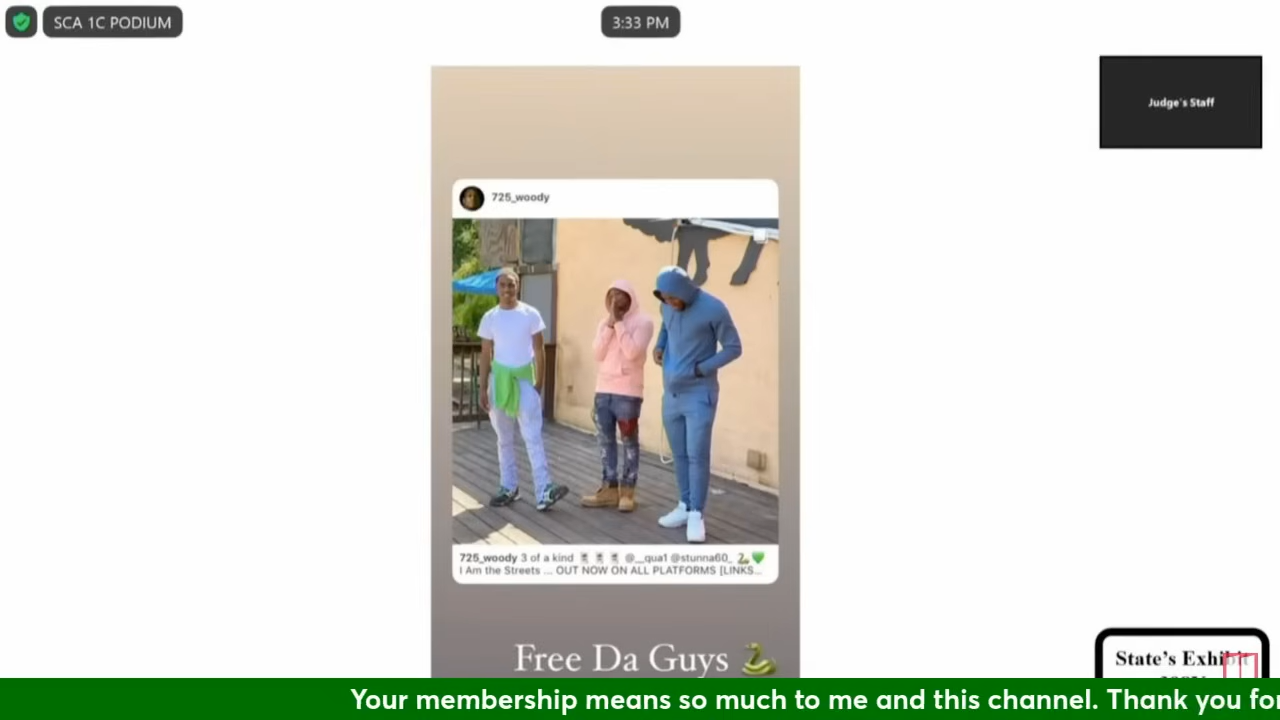 SCA 1C PODIUM
3:33 PM
Judge's Staff
725_woody
725_woody 3 of a kind 🃏 🃏 🃏 @__qua1 @stunna60_ 🐍💚
I Am the Streets ... OUT NOW ON ALL PLATFORMS [LINKS...
Free Da Guys 🐍
State's Exhibit
Your membership means so much to me and this channel. Thank you fo